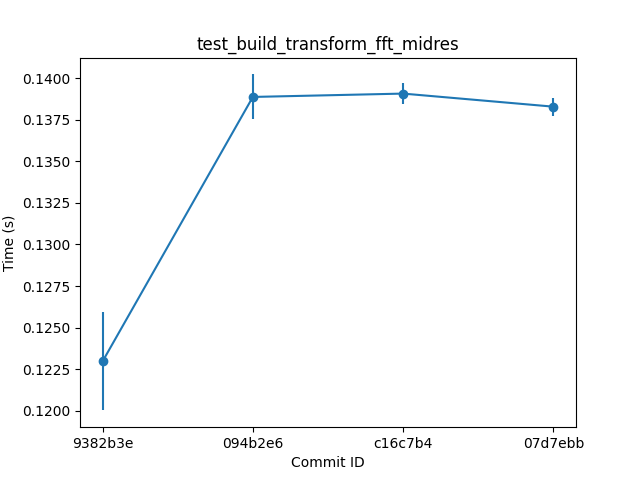 test_build_transform_fft_midres
0.1400
0.1375
0.1350
0.1325
0.1300
0.1275
0.1250
0.1225
0.1200
Time (s)
9382b3e 094b2e6 c16c7b4 07d7ebb
Commit ID